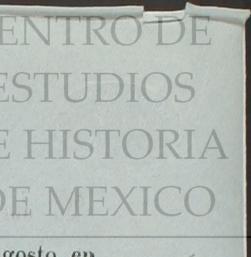 ENTRO DE
ESTUDIOS
E HISTORIA
DE MEXICO
gosto en